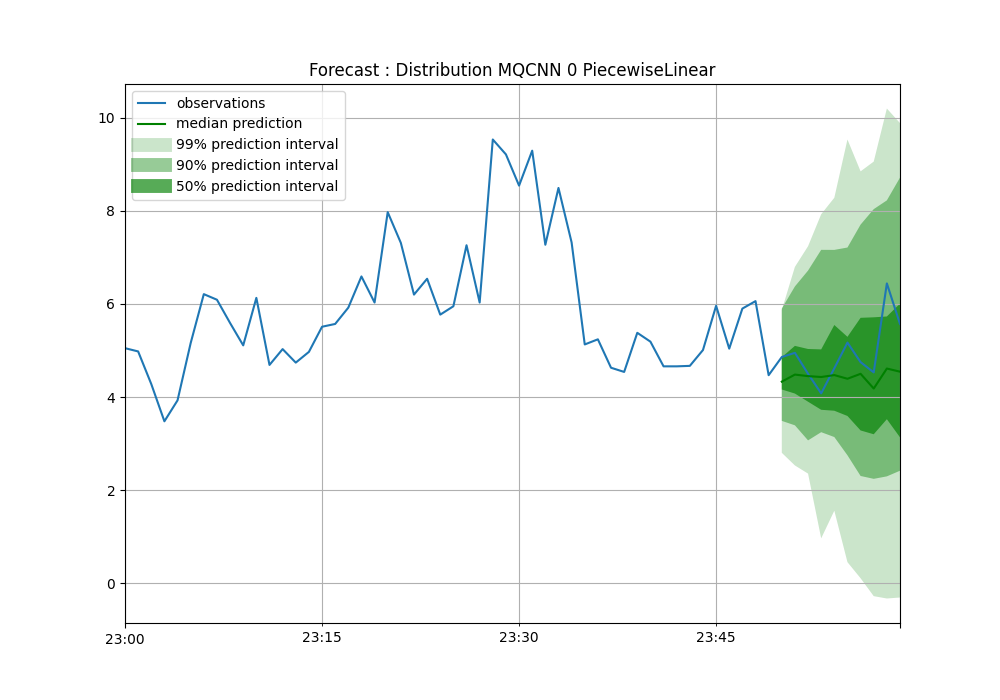 Forecast : Distribution MQCNN 0 PiecewiseLinear
observations
median prediction
99% prediction interval
90% prediction interval
50% prediction interval
10
8
6
4
2
0
23:00
23:15
23:30
23:45